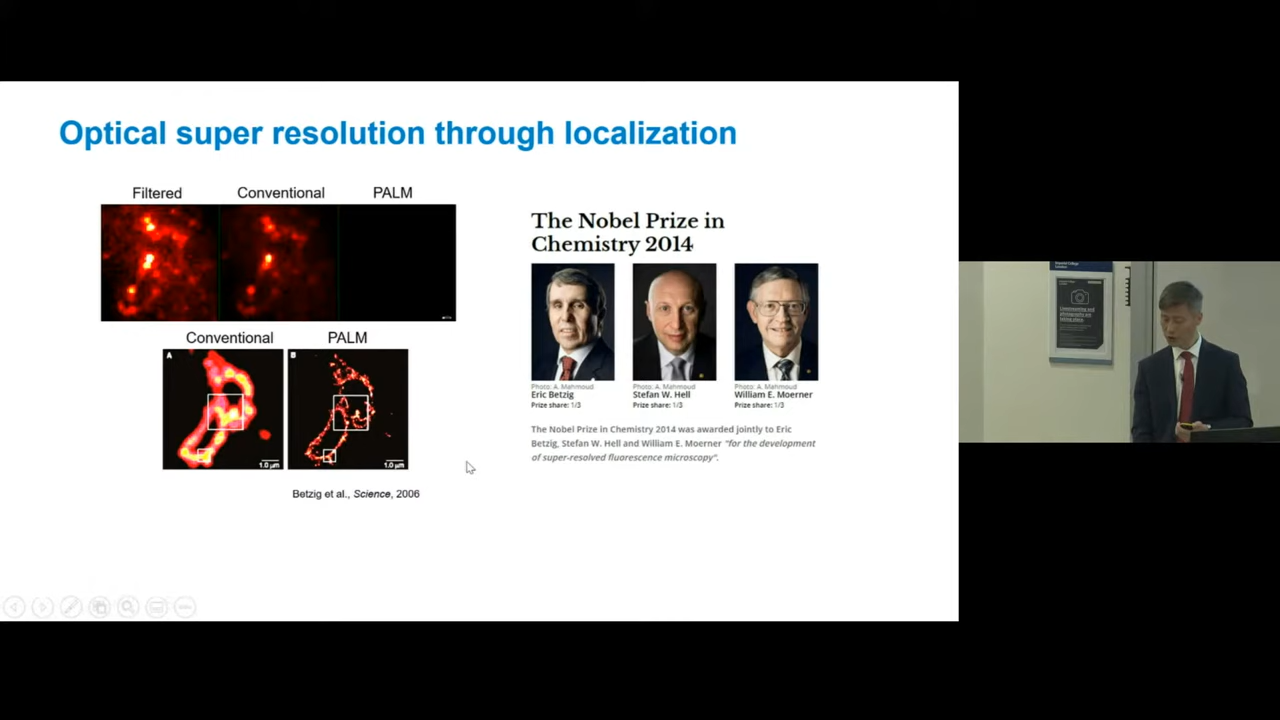 Optical super resolution through localization
Filtered
Conventional
PALM
Conventional
PALM
A
B
1.0 µm
1.0 µm
Betzig et al., Science, 2006
The Nobel Prize in
Chemistry 2014
Photo: A. Mahmoud
Eric Betzig
Prize share: 1/3
Photo: A. Mahmoud
Stefan W. Hell
Prize share: 1/3
Photo: A. Mahmoud
William E. Moerner
Prize share: 1/3
The Nobel Prize in Chemistry 2014 was awarded jointly to Eric
Betzig, Stefan W. Hell and William E. Moerner "for the development
of super-resolved fluorescence microscopy".
Imperial College
London